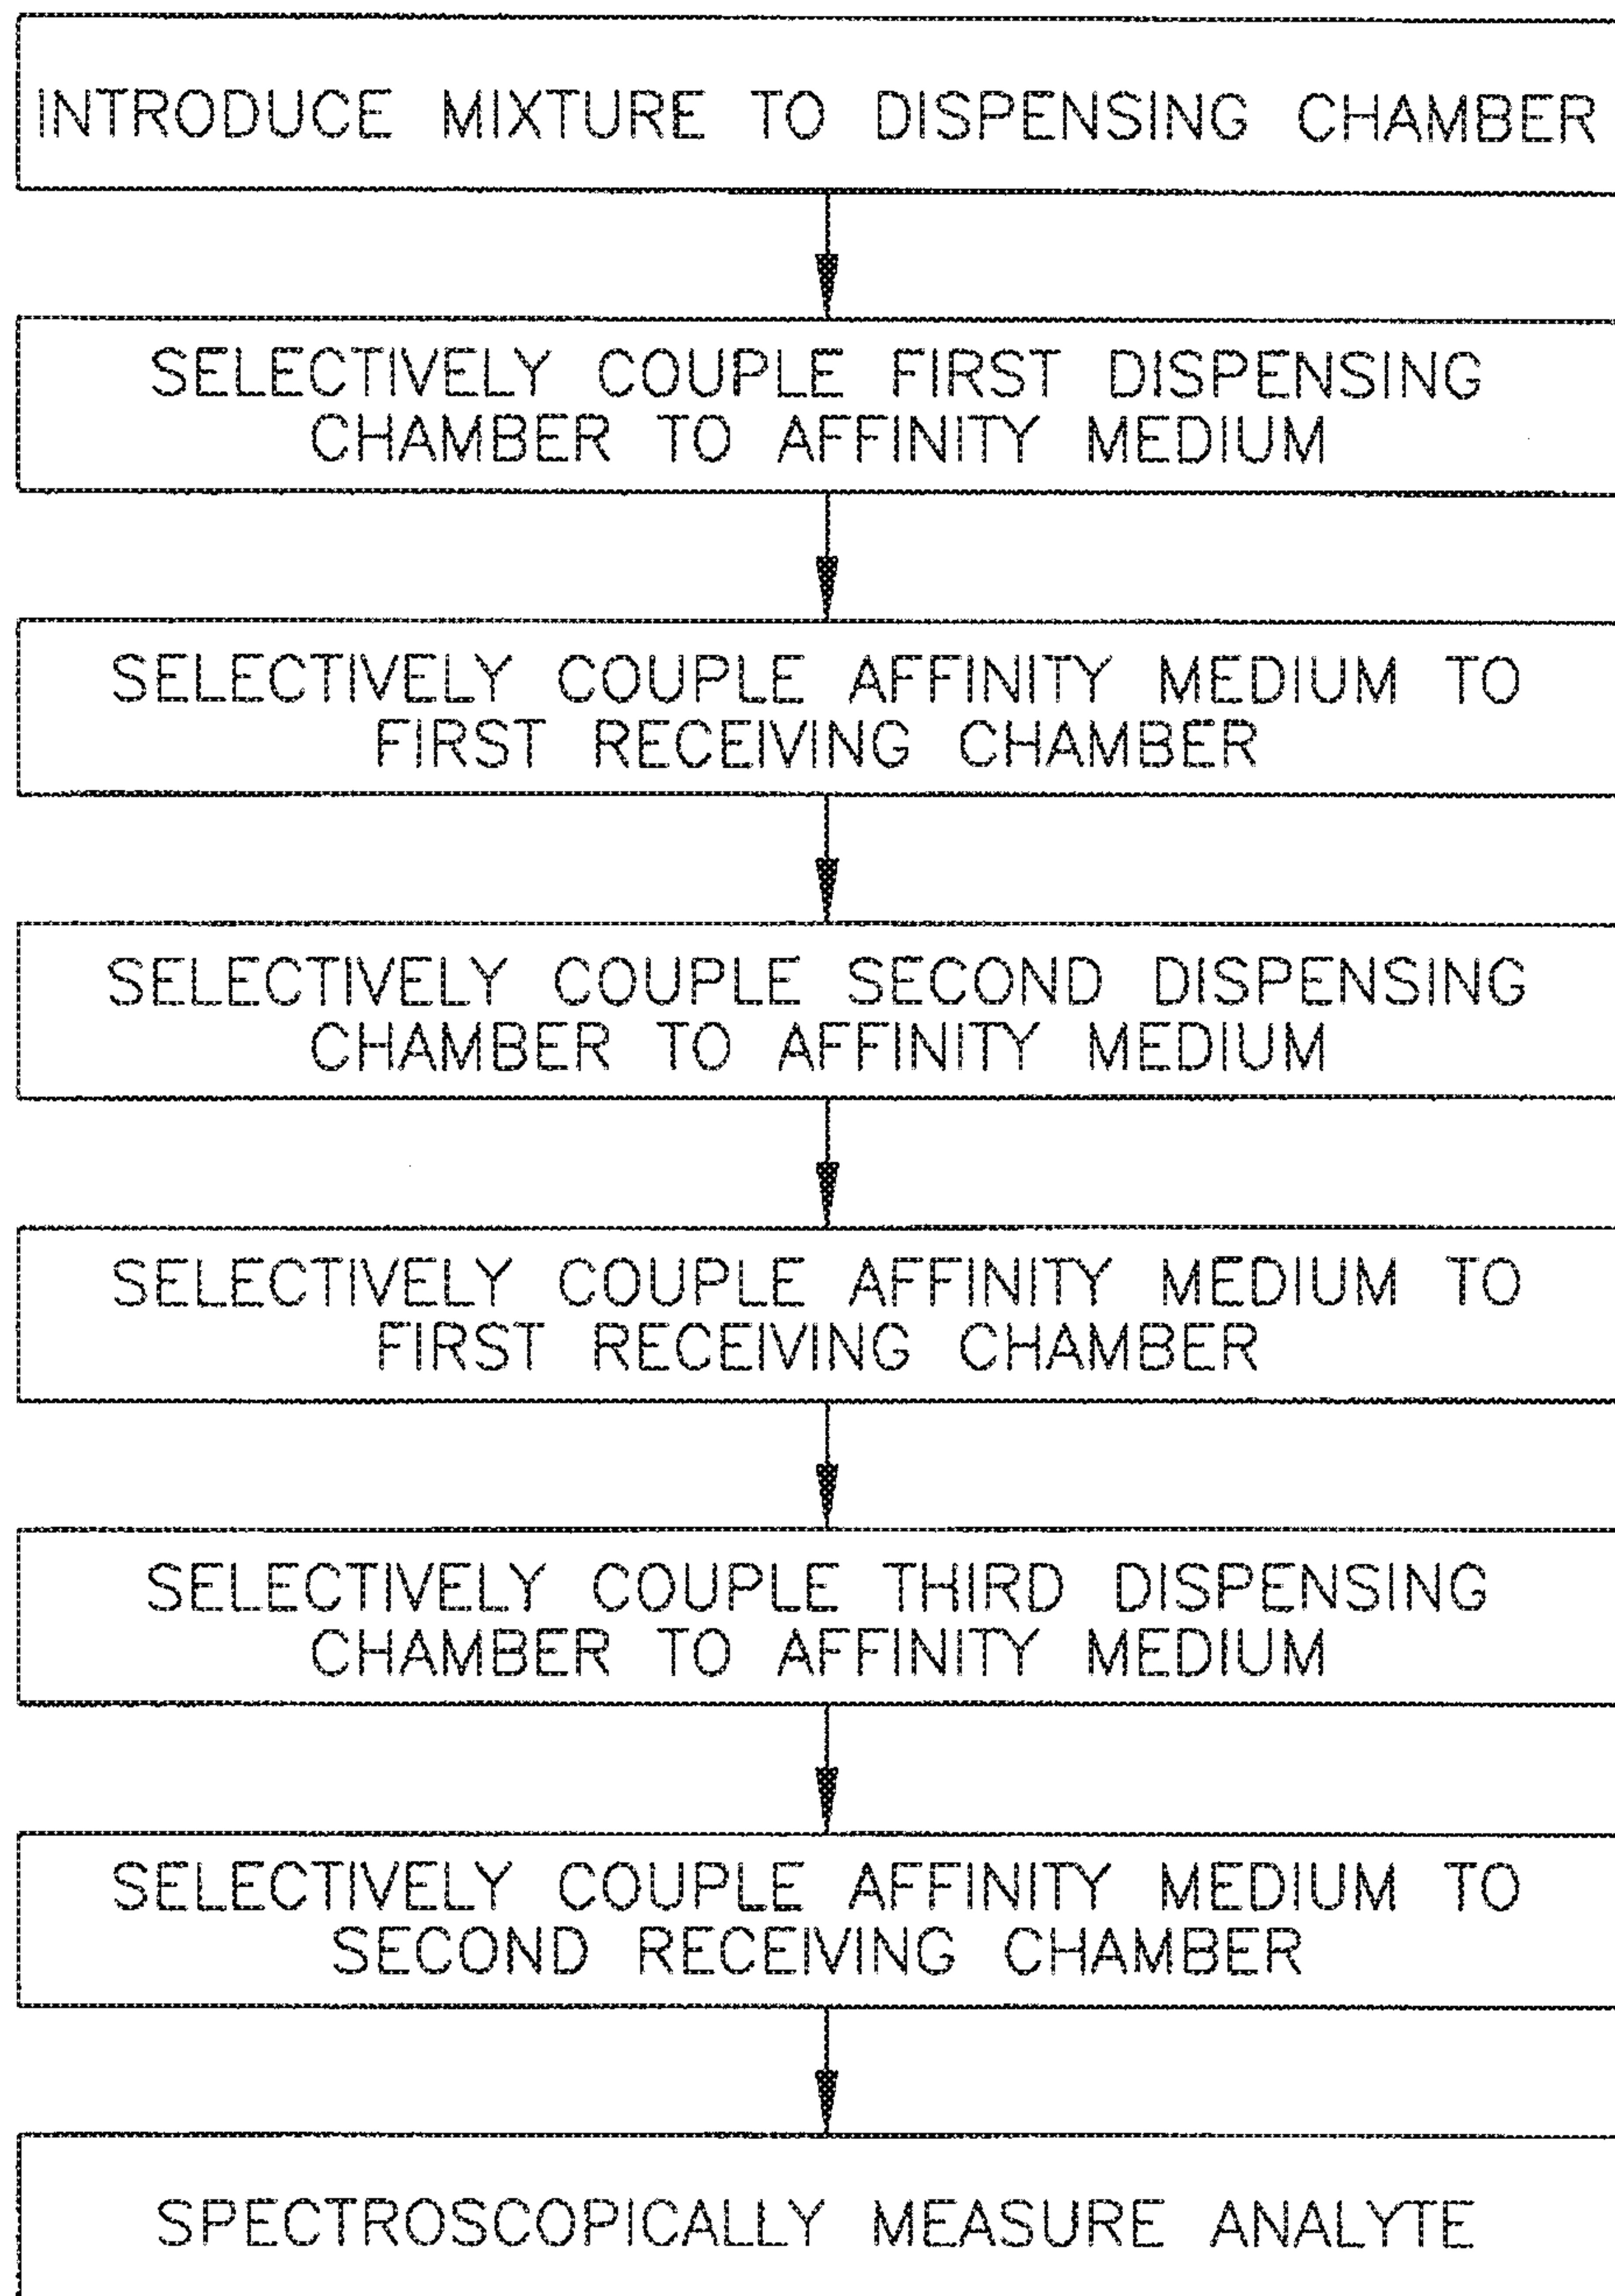 INTRODUCE MIXTURE TO DISPENSING CHAMBER
SELECTIVELY COUPLE FIRST DISPENSING
CHAMBER TO AFFINITY MEDIUM
SELECTIVELY COUPLE AFFINITY MEDIUM TO
FIRST RECEIVING CHAMBER
SELECTIVELY COUPLE SECOND DISPENSING
CHAMBER TO AFFINITY MEDIUM
SELECTIVELY COUPLE AFFINITY MEDIUM TO
FIRST RECEIVING CHAMBER
SELECTIVELY COUPLE THIRD DISPENSING
CHAMBER TO AFFINITY MEDIUM
SELECTIVELY COUPLE AFFINITY MEDIUM TO
SECOND RECEIVING CHAMBER
SPECTROSCOPICALLY MEASURE ANALYTE